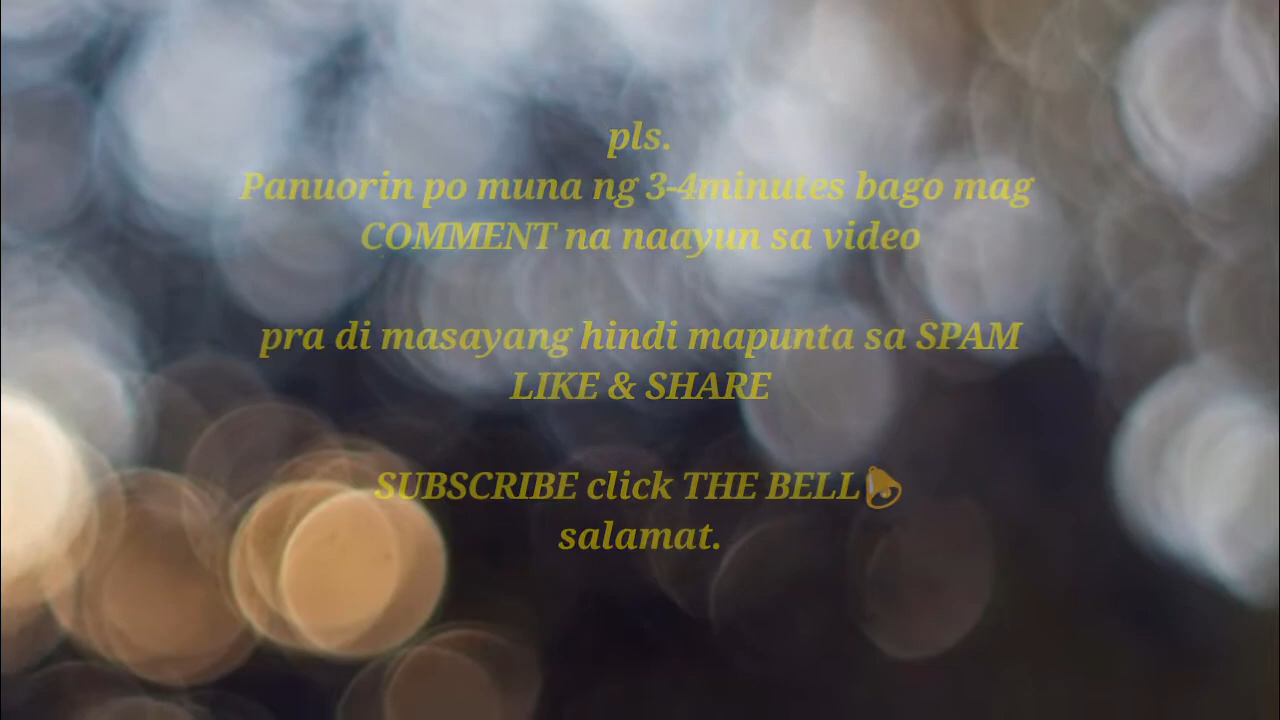 pls.
Panuorin po muna ng 3-4minutes bago mag
COMMENT na naayun sa video
pra di masayang hindi mapunta sa SPAM
LIKE & SHARE
SUBSCRIBE click THE BELL🔔
salamat.